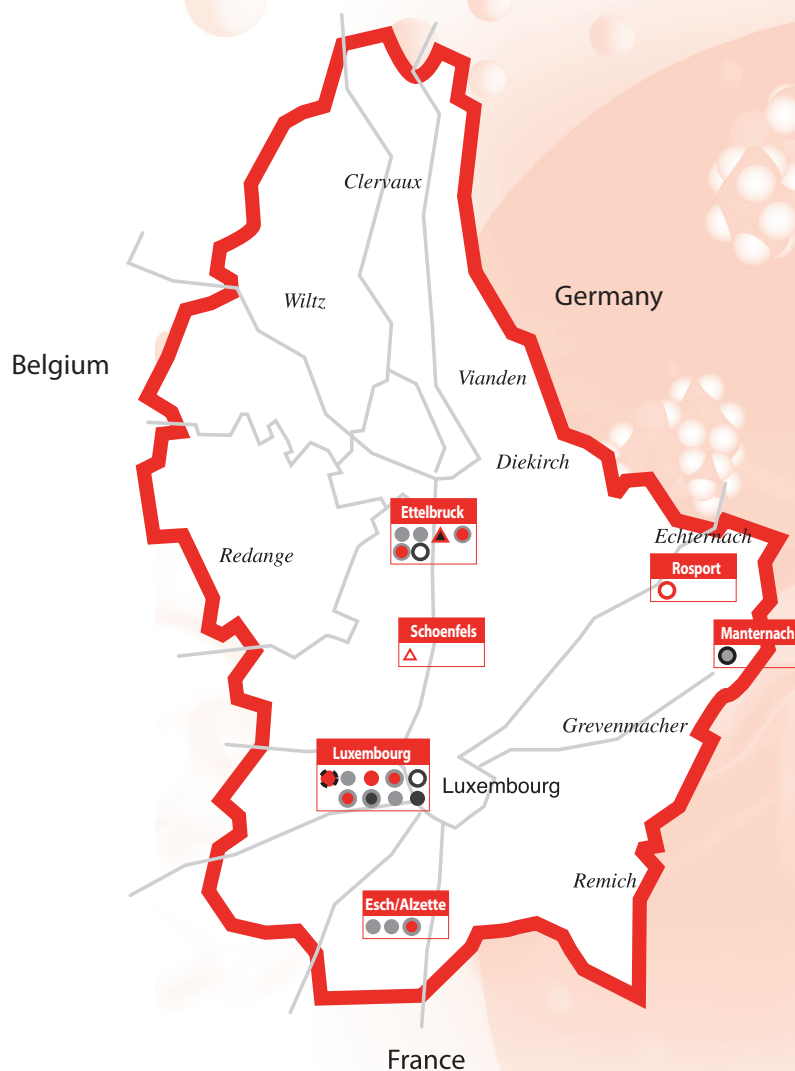 Clervaux
Germany
Wiltz
Belgium
Vianden
Diekirch
Ettelbruck
Echternach
Redange
Rosport
Schoenfels
Manternach
Grevenmacher
Luxembourg
Luxembourg
Remich
Esch/Alzette
France